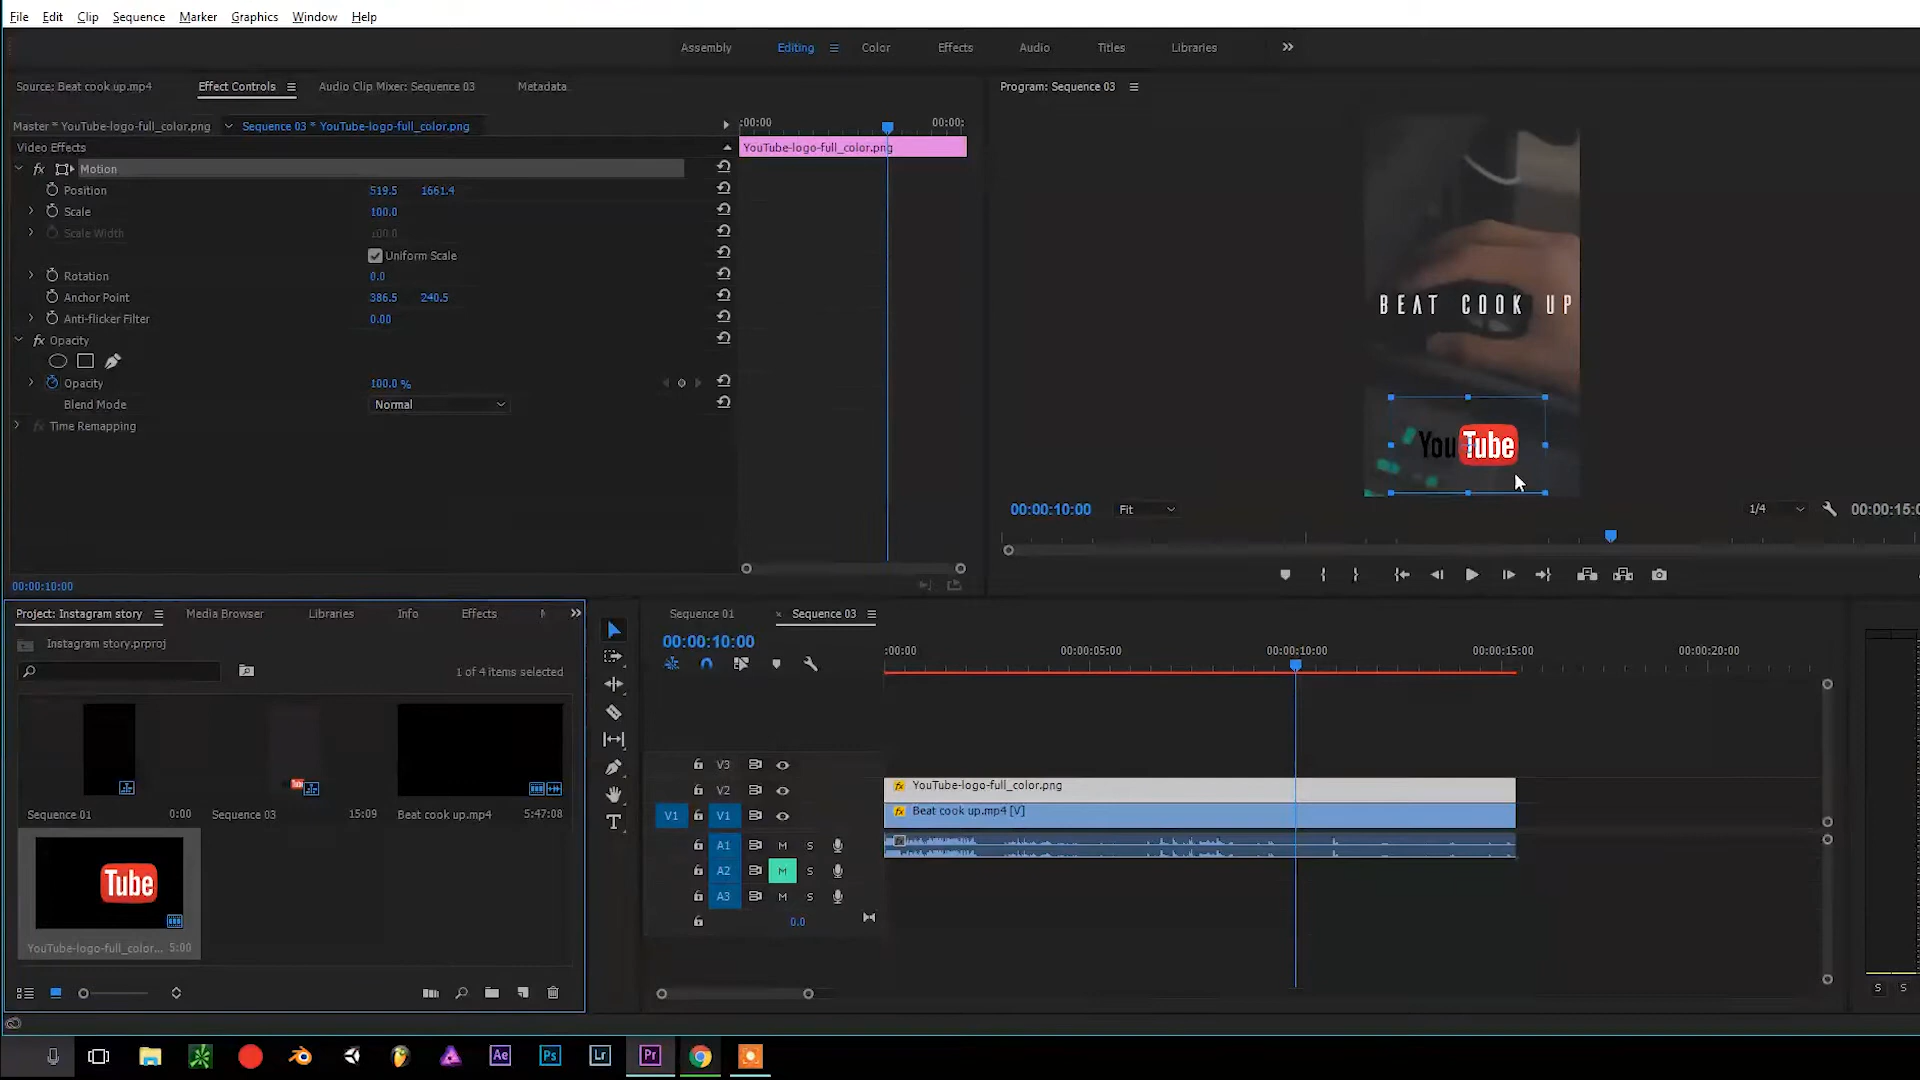 File Edit Clip Sequence Marker Graphics Window Help
Assembly Editing Color Effects Audio Titles Libraries
Source: Beat cook up.mp4 Effect Controls Audio Clip Mixer: Sequence 03 Metadata
Program: Sequence 03
Master * YouTube-logo-full_color.png Sequence 03 * YouTube-logo-full_color.png
:00:00 00:00:
Video Effects
YouTube-logo-full_color.png
fx Motion
Position 519.5 1661.4
Scale 100.0
Scale Width 100.0
Uniform Scale
Rotation 0.0
Anchor Point 386.5 240.5
Anti-flicker Filter 0.00
fx Opacity
Opacity 100.0 %
Blend Mode Normal
fx Time Remapping
00:00:10:00
BEAT COOK UP
YouTube
00:00:10:00 Fit 1/4 00:00:15:0
Project: Instagram story Media Browser Libraries Info Effects
Instagram story.prproj
1 of 4 items selected
Sequence 01 0:00
Sequence 03 15:09
Beat cook up.mp4 5:47:08
Tube
YouTube-logo-full_color... 5:00
Sequence 01 × Sequence 03
00:00:10:00
:00:00 00:00:05:00 00:00:10:00 00:00:15:00 00:00:20:00
V3
V2
fx YouTube-logo-full_color.png
V1 V1
fx Beat cook up.mp4 [V]
A1 M S
A2 M S
A3 M S
0.0
S S
T
Ae Ps Lr Pr